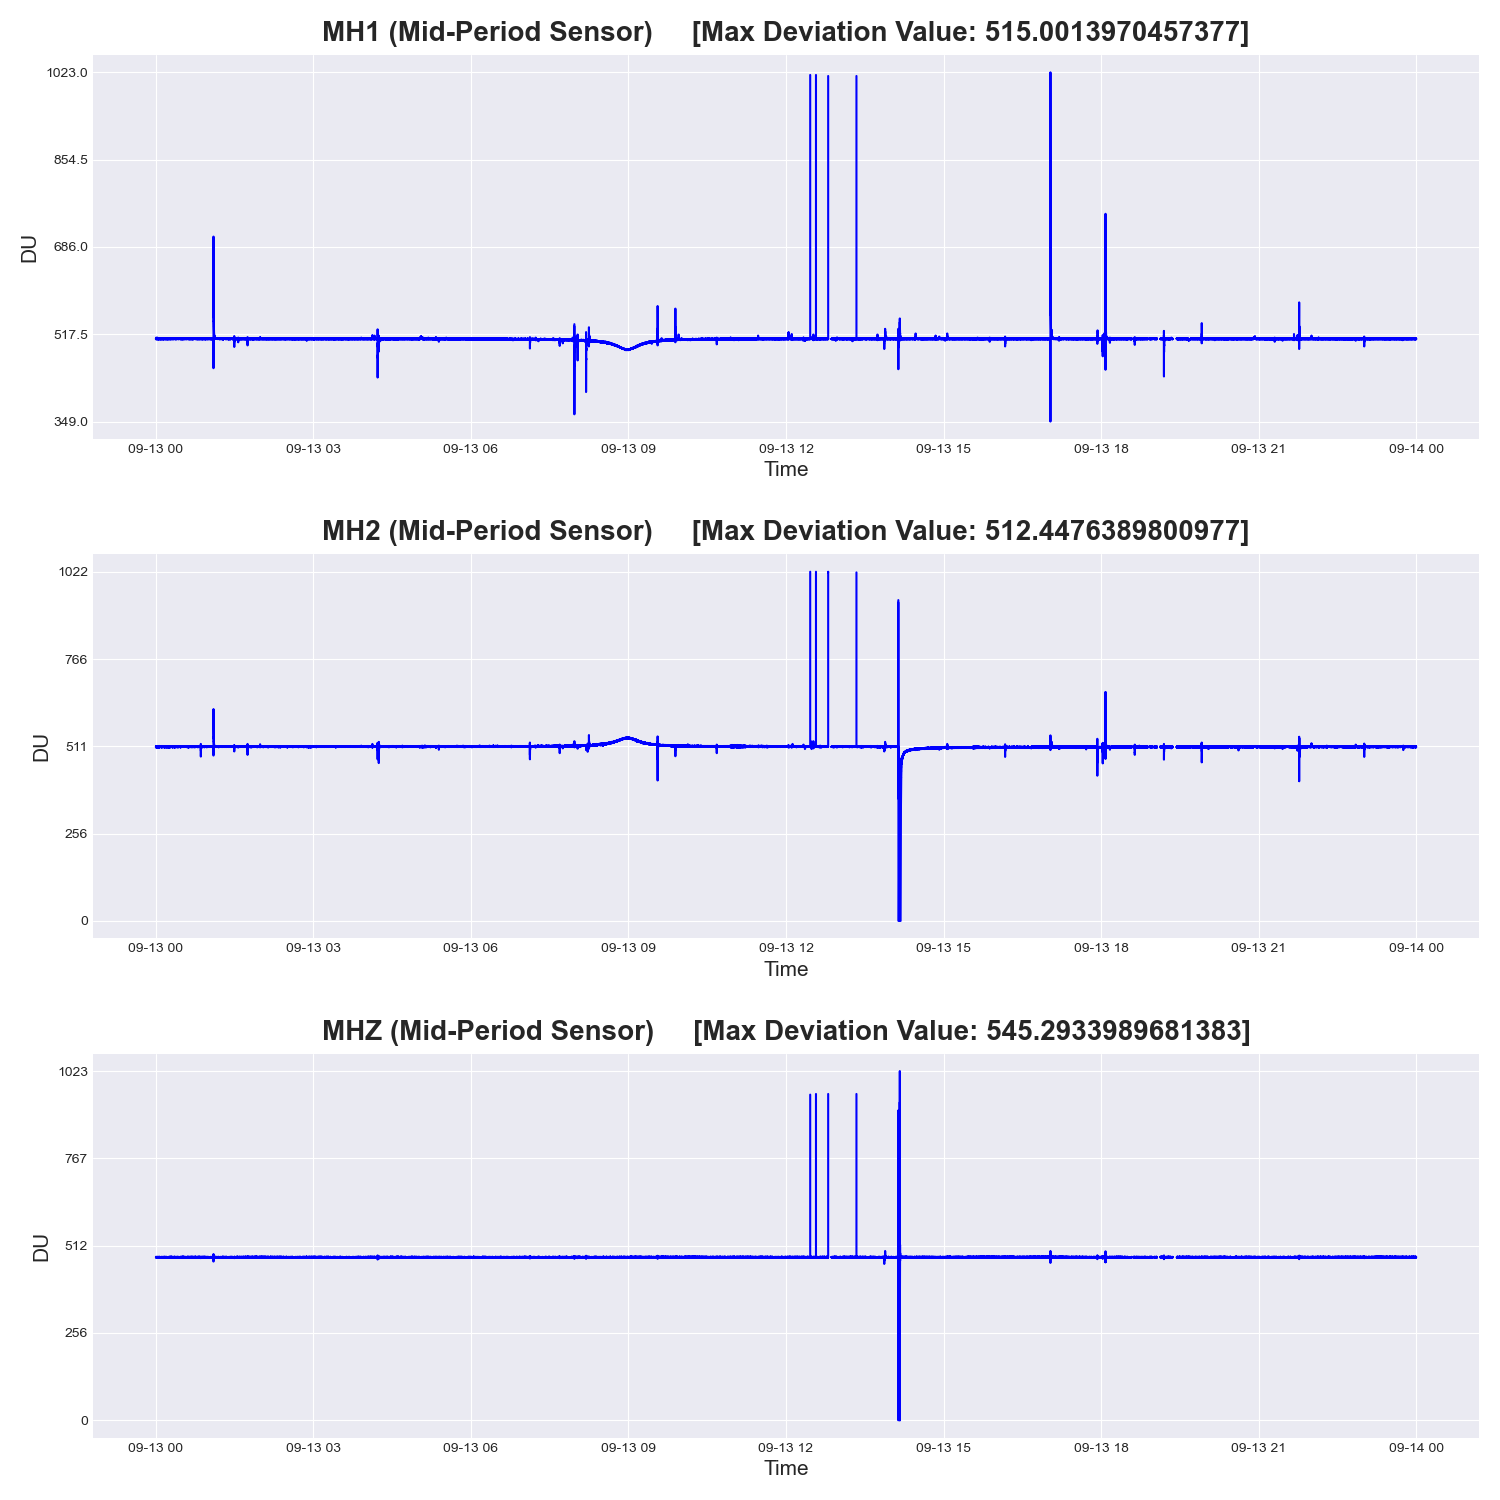 MH1 (Mid-Period Sensor) [Max Deviation Value: 515.0013970457377]
1023.0
854.5
686.0
517.5
349.0
DU
09-13 00 09-13 03 09-13 06 09-13 09 09-13 12 09-13 15 09-13 18 09-13 21 09-14 00
Time
MH2 (Mid-Period Sensor) [Max Deviation Value: 512.4476389800977]
1022
766
511
256
0
DU
09-13 00 09-13 03 09-13 06 09-13 09 09-13 12 09-13 15 09-13 18 09-13 21 09-14 00
Time
MHZ (Mid-Period Sensor) [Max Deviation Value: 545.2933989681383]
1023
767
512
256
0
DU
09-13 00 09-13 03 09-13 06 09-13 09 09-13 12 09-13 15 09-13 18 09-13 21 09-14 00
Time